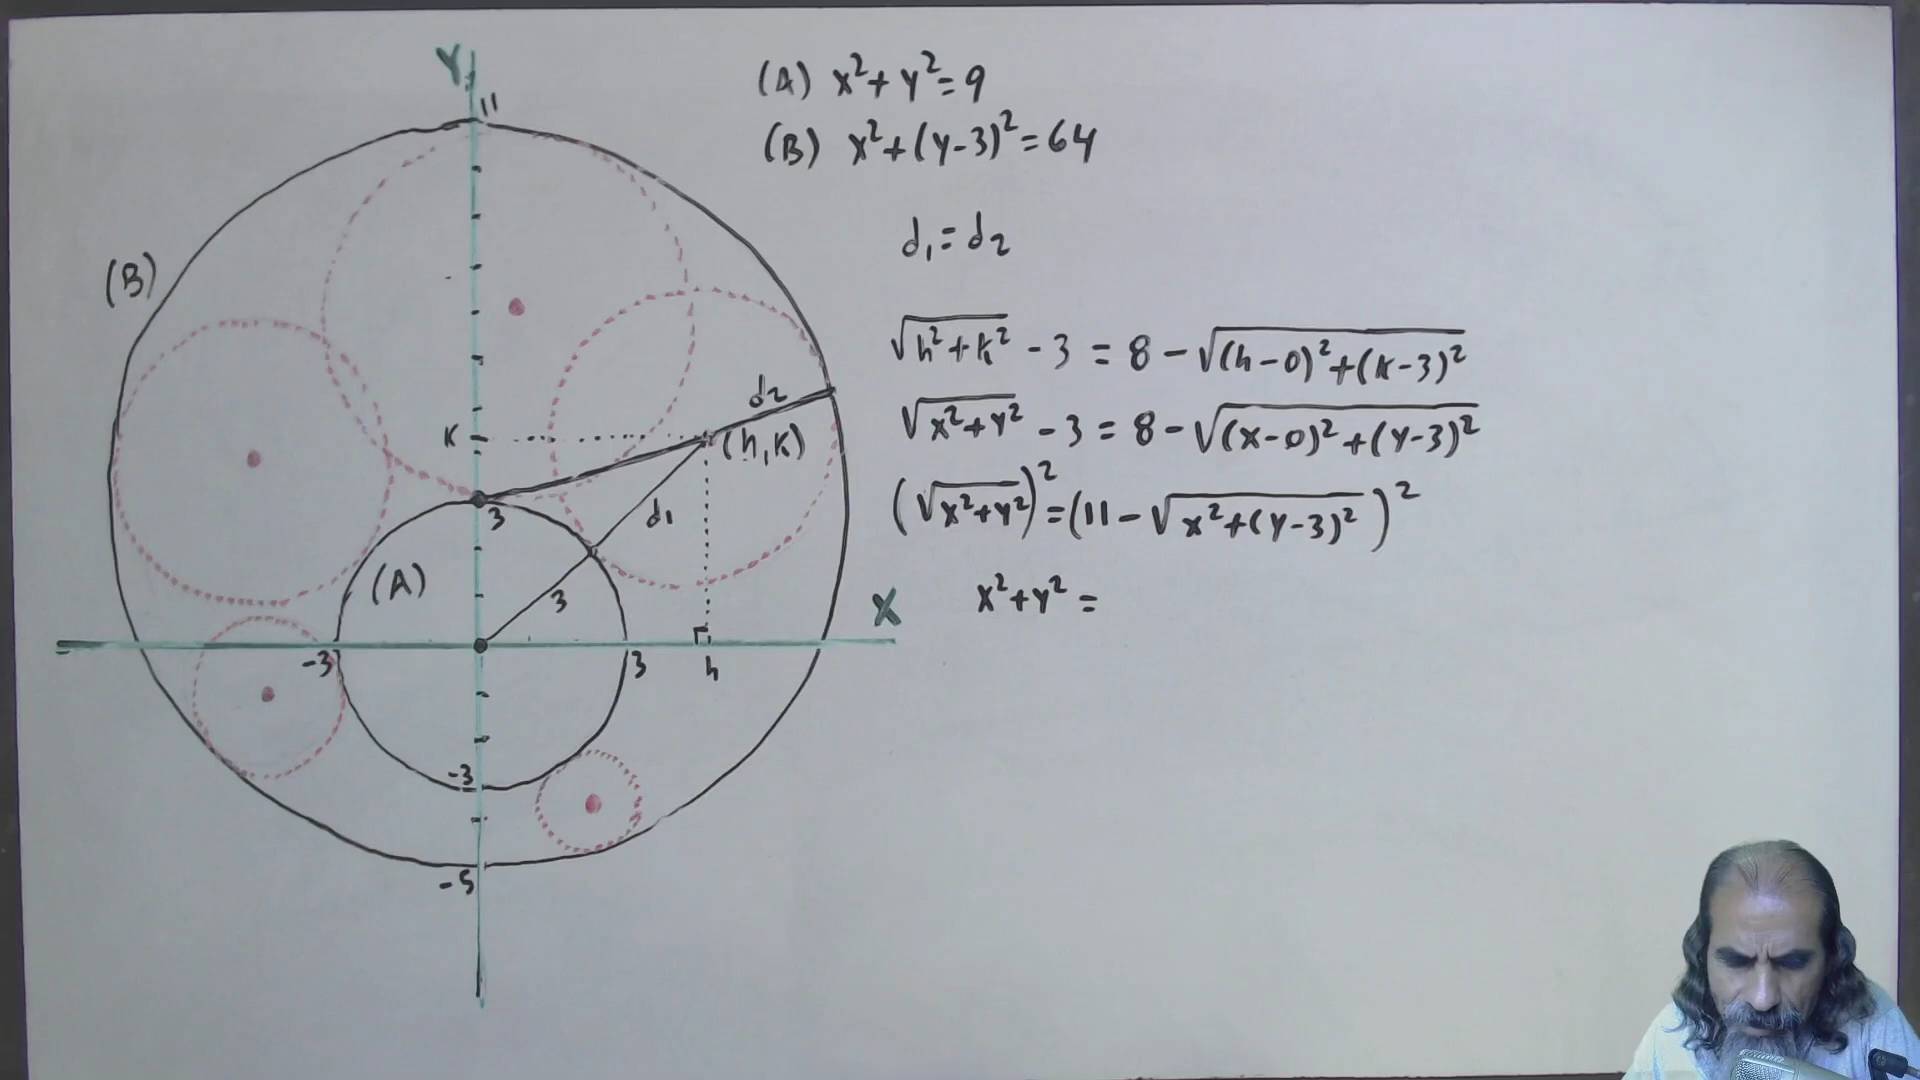 Y
11
(A) x²+y²=9
(B) x²+(y-3)²=64
(B)
d₁=d₂
√(h²+k²) - 3 = 8 - √((h-0)²+(k-3)²)
d2
K
(h,K)
√(x²+y²) - 3 = 8 - √((x-0)²+(y-3)²)
3
d1
(√(x²+y²))²=(11-√(x²+(y-3)²))²
(A)
3
x²+y² =
X
-3
3
h
-3
-5